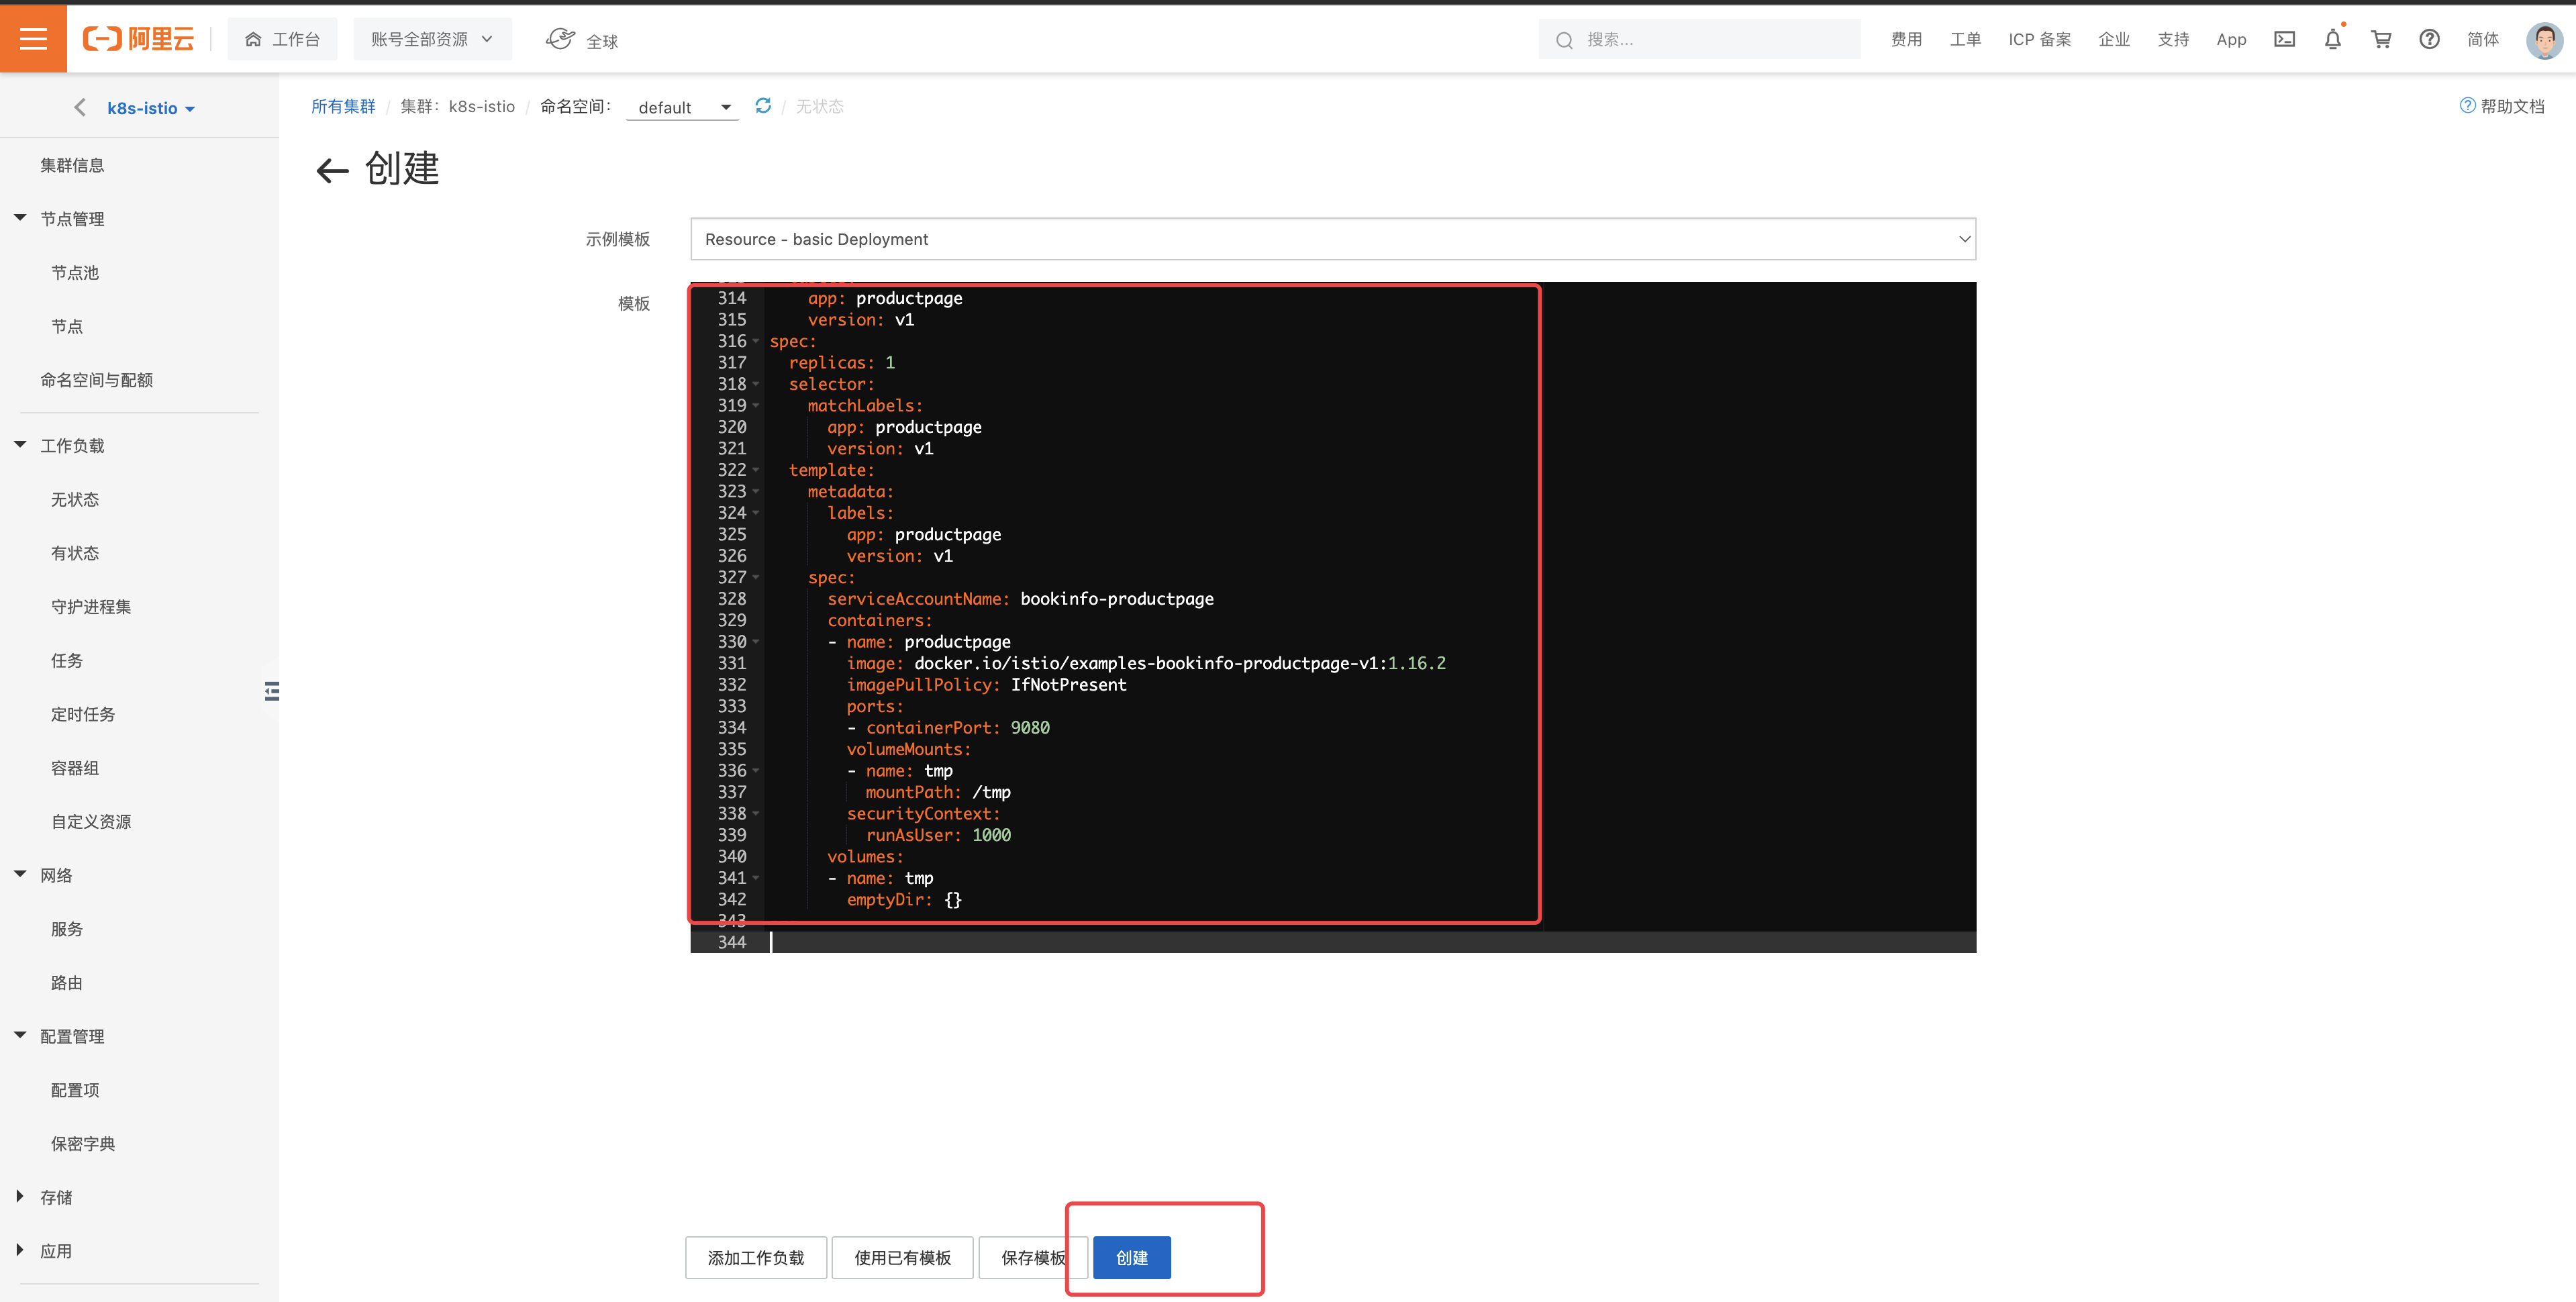 阿里云
工作台
账号全部资源
全球
搜索...
费用
工单
ICP 备案
企业
支持
App
简体
k8s-istio
所有集群 / 集群：k8s-istio / 命名空间： default / 无状态
帮助文档
创建
集群信息
节点管理
节点池
节点
命名空间与配额
工作负载
无状态
有状态
守护进程集
任务
定时任务
容器组
自定义资源
网络
服务
路由
配置管理
配置项
保密字典
存储
应用
示例模板
Resource - basic Deployment
模板
314 app: productpage
315 version: v1
316 spec:
317 replicas: 1
318 selector:
319 matchLabels:
320 app: productpage
321 version: v1
322 template:
323 metadata:
324 labels:
325 app: productpage
326 version: v1
327 spec:
328 serviceAccountName: bookinfo-productpage
329 containers:
330 - name: productpage
331 image: docker.io/istio/examples-bookinfo-productpage-v1:1.16.2
332 imagePullPolicy: IfNotPresent
333 ports:
334 - containerPort: 9080
335 volumeMounts:
336 - name: tmp
337 mountPath: /tmp
338 securityContext:
339 runAsUser: 1000
340 volumes:
341 - name: tmp
342 emptyDir: {}
343
344
添加工作负载
使用已有模板
保存模板
创建